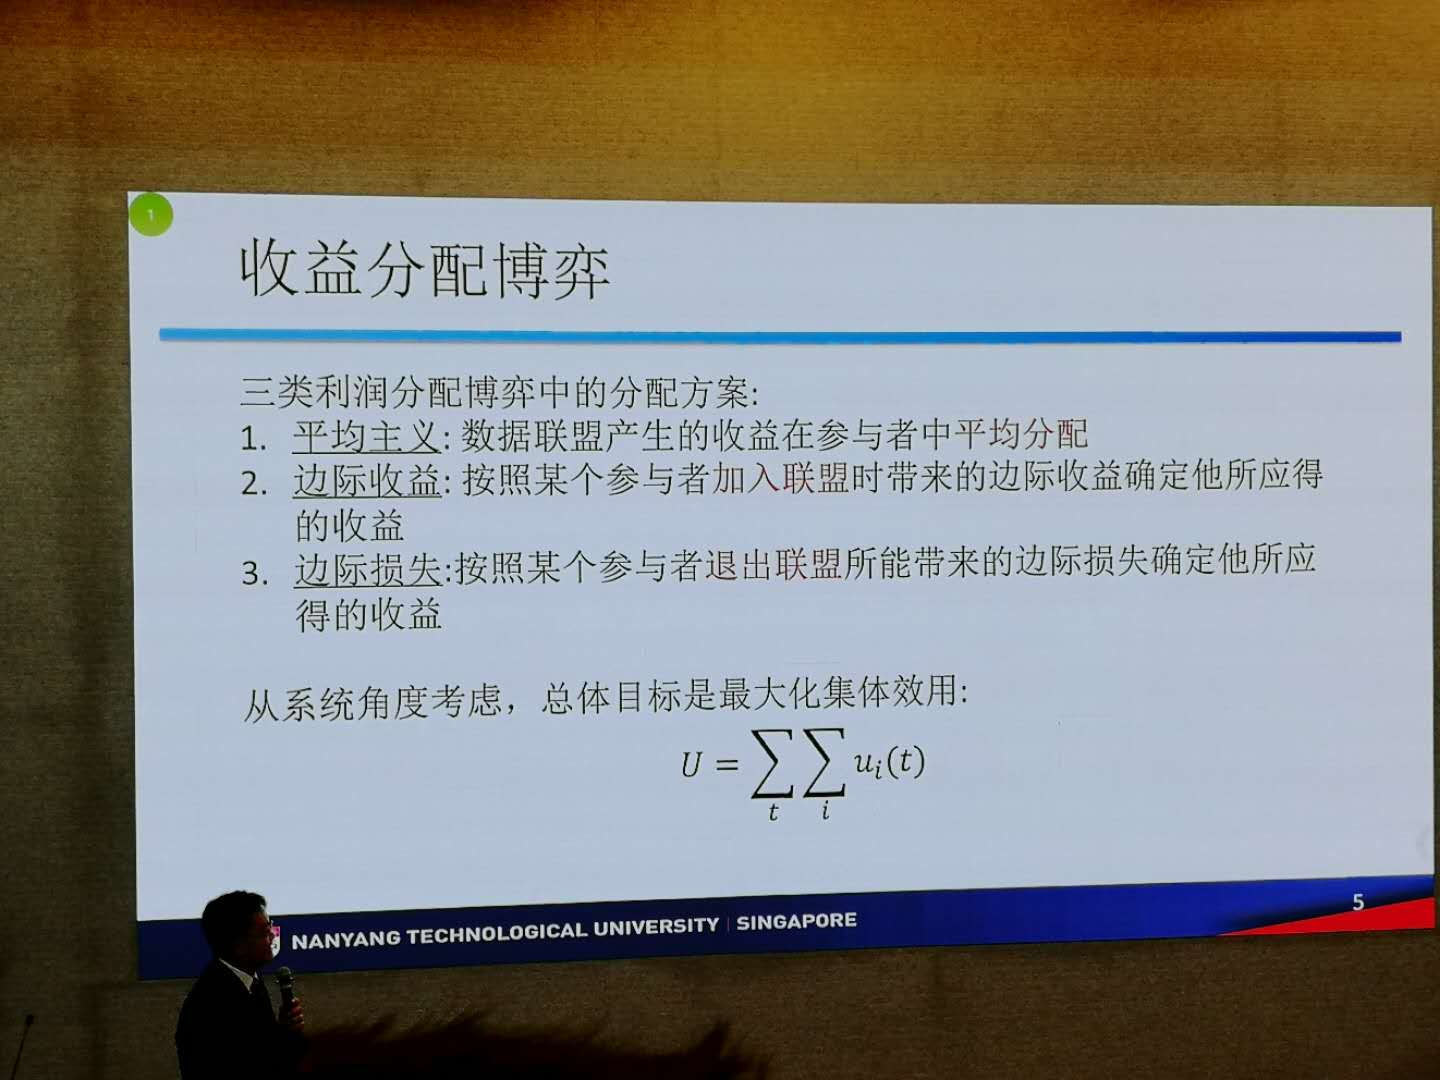 1
收益分配博弈
三类利润分配博弈中的分配方案:
1. 平均主义: 数据联盟产生的收益在参与者中平均分配
2. 边际收益: 按照某个参与者加入联盟时带来的边际收益确定他所应得
的收益
3. 边际损失:按照某个参与者退出联盟所能带来的边际损失确定他所应
得的收益
从系统角度考虑，总体目标是最大化集体效用:
U = ∑_t ∑_i u_i(t)
NANYANG TECHNOLOGICAL UNIVERSITY | SINGAPORE
5